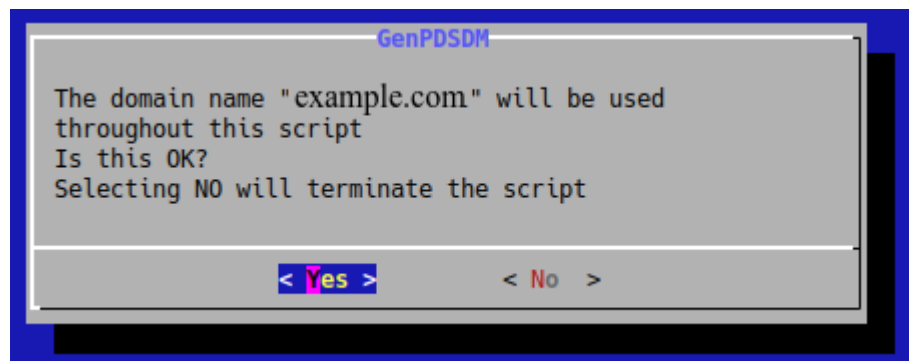 GenPDSDM
The domain name "example.com" will be used
throughout this script
Is this OK?
Selecting NO will terminate the script
< Yes > < No >